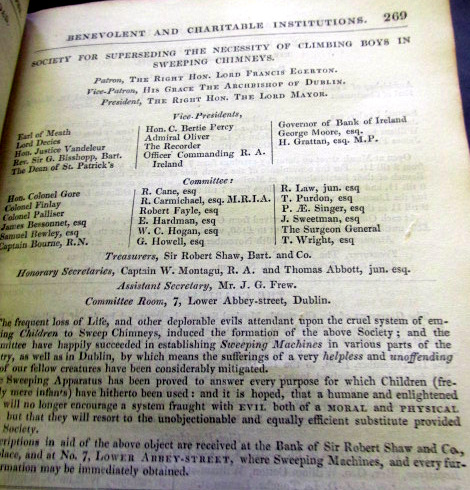 BENEVOLENT AND CHARITABLE INSTITUTIONS. 269
SOCIETY FOR SUPERSEDING THE NECESSITY OF CLIMBING BOYS IN
SWEEPING CHIMNEYS.
Patron, THE RIGHT HON. LORD FRANCIS EGERTON.
Vice-Patron, HIS GRACE THE ARCHBISHOP OF DUBLIN.
President, THE RIGHT HON. THE LORD MAYOR.
Vice-Presidents,
Earl of Meath
Lord Decies
Hon. Justice Vandeleur
Rev. Sir G. Bisshopp, Bart.
The Dean of St. Patrick's
Hon. C. Bertie Percy
Admiral Oliver
The Recorder
Officer Commanding R. A.
Ireland
Governor of Bank of Ireland
George Moore, esq.
H. Grattan, esq. M.P.
Committee:
Hon. Colonel Gore
Colonel Finlay
Colonel Palliser
James Bessonnet, esq
Samuel Bewley, esq
Captain Bourne, R.N.
R. Cane, esq
R. Carmichael, esq. M.R.I.A.
Robert Fayle, esq
E. Hardman, esq
W. C. Hogan, esq
G. Howell, esq
R. Law, jun. esq
T. Purdon, esq
P. Æ. Singer, esq
J. Sweetman, esq
The Surgeon General
T. Wright, esq
Treasurers, Sir Robert Shaw, Bart. and Co.
Honorary Secretaries, Captain W. Montagu, R. A. and Thomas Abbott, jun. esq.
Assistant Secretary, Mr. J. G. Frew.
Committee Room, 7, Lower Abbey-street, Dublin.
The frequent loss of Life, and other deplorable evils attendant upon the cruel system of em-
ing Children to Sweep Chimneys, induced the formation of the above Society; and the
mmittee have happily succeeded in establishing Sweeping Machines in various parts of the
try, as well as in Dublin, by which means the sufferings of a very helpless and unoffending
of our fellow creatures have been considerably mitigated.
e Sweeping Apparatus has been proved to answer every purpose for which Children (fre-
ly mere infants) have hitherto been used: and it is hoped, that a humane and enlightened
will no longer encourage a system fraught with EVIL both of a MORAL and PHYSICAL
but that they will resort to the unobjectionable and equally efficient substitute provided
Society.
criptions in aid of the above object are received at the Bank of Sir Robert Shaw and Co.,
place, and at No. 7, LOWER ABBEY-STREET, where Sweeping Machines, and every fur-
rmation may be immediately obtained.